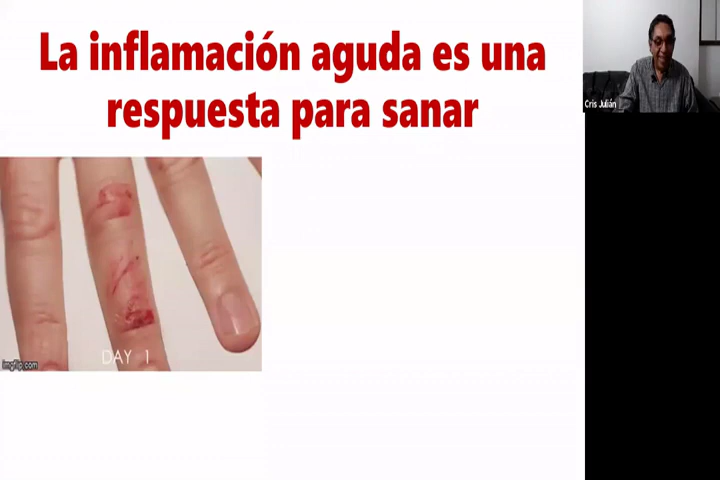 La inflamación aguda es una
respuesta para sanar
Cris Julián
DAY 1
imgflip.com